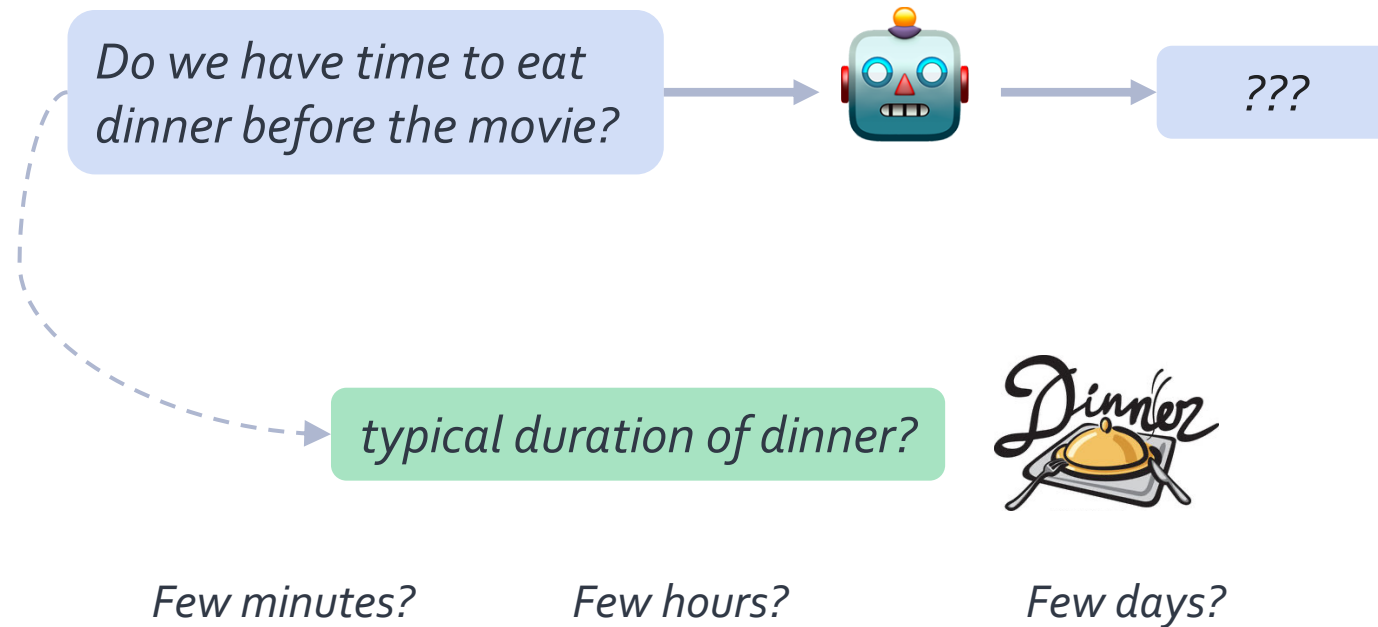 Do we have time to eat
dinner before the movie?
???
typical duration of dinner?
Dinner
Few minutes?
Few hours?
Few days?